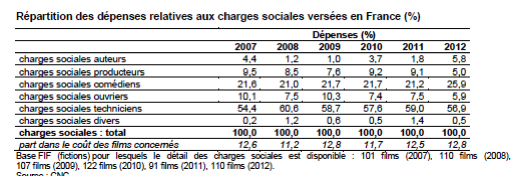 Répartition des dépenses relatives aux charges sociales versées en France (%)
Dépenses (%)
2007 2008 2009 2010 2011 2012
charges sociales auteurs 4,4 1,2 1,0 3,7 1,8 5,8
charges sociales producteurs 9,5 8,5 7,6 9,2 9,1 5,0
charges sociales comédiens 21,6 21,0 21,7 21,7 21,2 25,9
charges sociales ouvriers 10,1 7,5 10,3 7,4 7,5 5,9
charges sociales techniciens 54,4 60,6 58,7 57,6 59,0 56,9
charges sociales divers 0,2 1,2 0,6 0,5 1,4 0,5
charges sociales : total 100,0 100,0 100,0 100,0 100,0 100,0
part dans le coût des films concernés 12,6 11,2 12,8 11,7 12,5 12,8
Base FIF (fictions) pour lesquels le détail des charges sociales est disponible : 101 films (2007), 110 films (2008),
107 films (2009), 122 films (2010), 91 films (2011), 110 films (2012).
Source : CNC